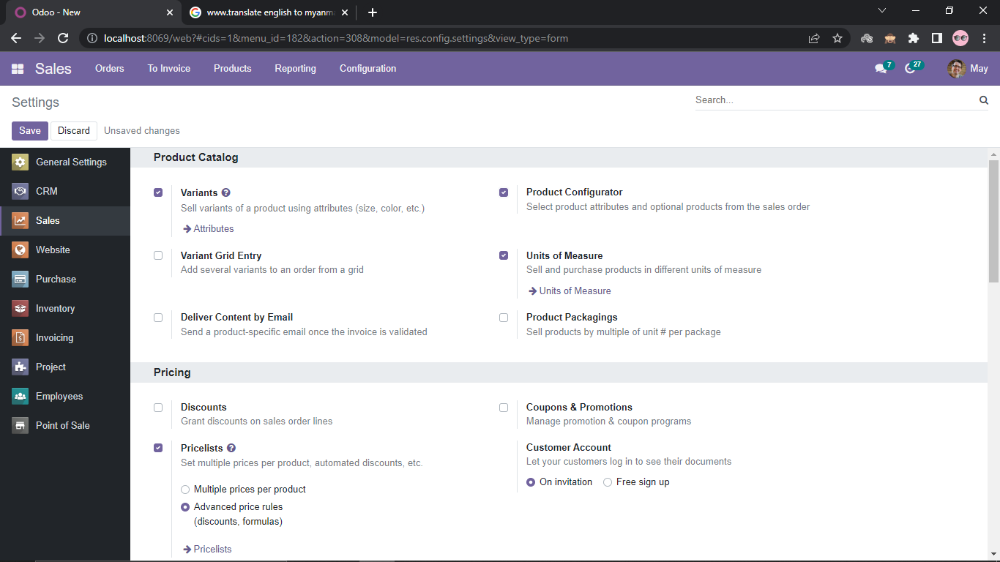 Odoo - New
www.translate english to myanma
localhost:8069/web?#cids=1&menu_id=182&action=308&model=res.config.settings&view_type=form
Sales Orders To Invoice Products Reporting Configuration 7 27 May
Settings
Search...
Save Discard Unsaved changes
General Settings
CRM
Sales
Website
Purchase
Inventory
Invoicing
Project
Employees
Point of Sale
Product Catalog
Variants
Sell variants of a product using attributes (size, color, etc.)
Attributes
Product Configurator
Select product attributes and optional products from the sales order
Variant Grid Entry
Add several variants to an order from a grid
Units of Measure
Sell and purchase products in different units of measure
Units of Measure
Deliver Content by Email
Send a product-specific email once the invoice is validated
Product Packagings
Sell products by multiple of unit # per package
Pricing
Discounts
Grant discounts on sales order lines
Coupons & Promotions
Manage promotion & coupon programs
Pricelists
Set multiple prices per product, automated discounts, etc.
Multiple prices per product
Advanced price rules
(discounts, formulas)
Pricelists
Customer Account
Let your customers log in to see their documents
On invitation Free sign up